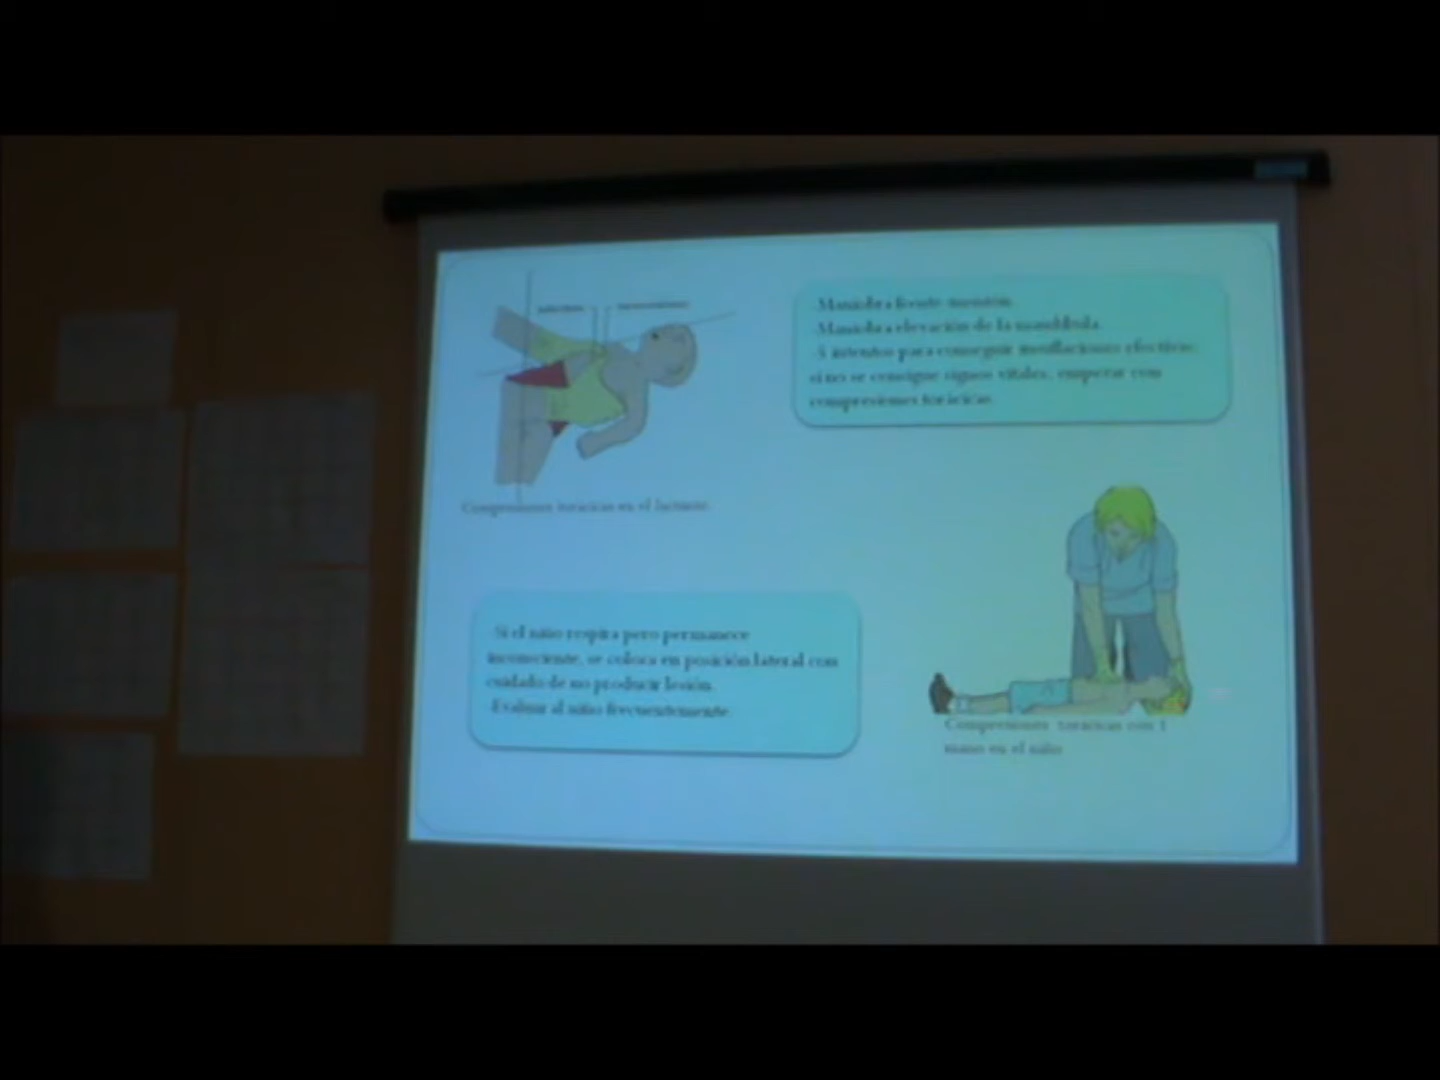 Maniobra frente-mentón.
-Maniobra elevación de la mandíbula.
-5 intentos para conseguir insuflaciones efectivas,
si no se consigue signos vitales, empezar con
compresiones torácicas.
Compresiones torácicas en el lactante.
-Si el niño respira pero permanece
inconsciente, se coloca en posición lateral con
cuidado de no producir lesión.
-Evaluar al niño frecuentemente.
Compresiones torácicas con 1
mano en el niño